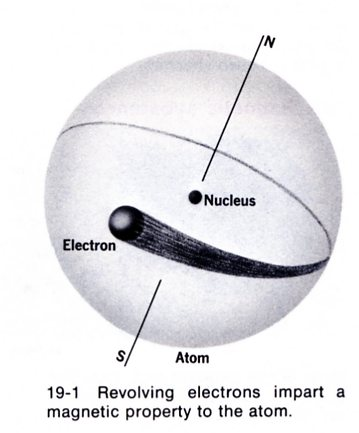 N
Nucleus
Electron
S
Atom
19-1 Revolving electrons impart a
magnetic property to the atom.